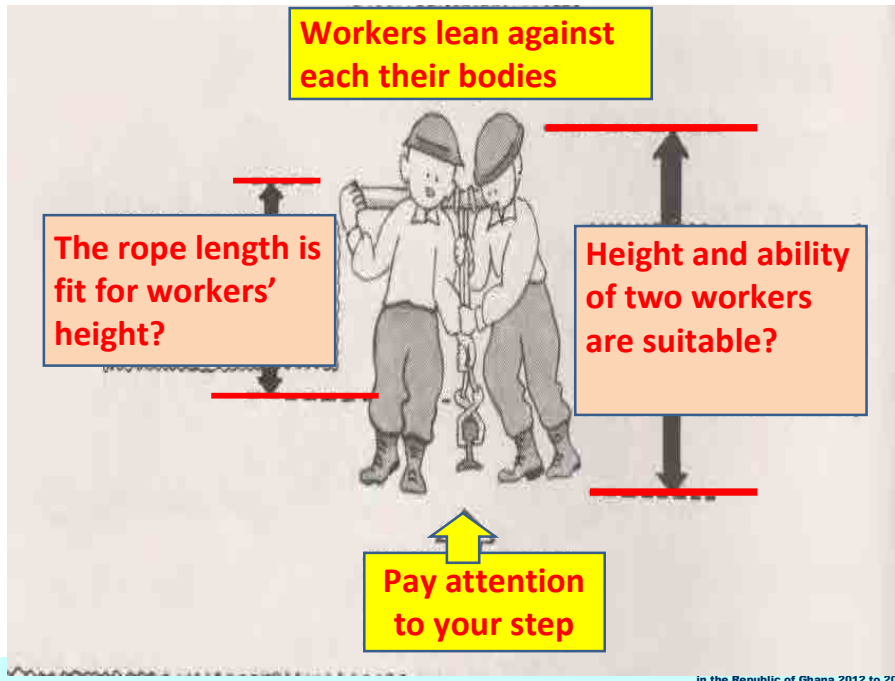 Workers lean against
each their bodies
The rope length is
fit for workers'
height?
Height and ability
of two workers
are suitable?
Pay attention
to your step
in the Republic of Ghana 2012 to